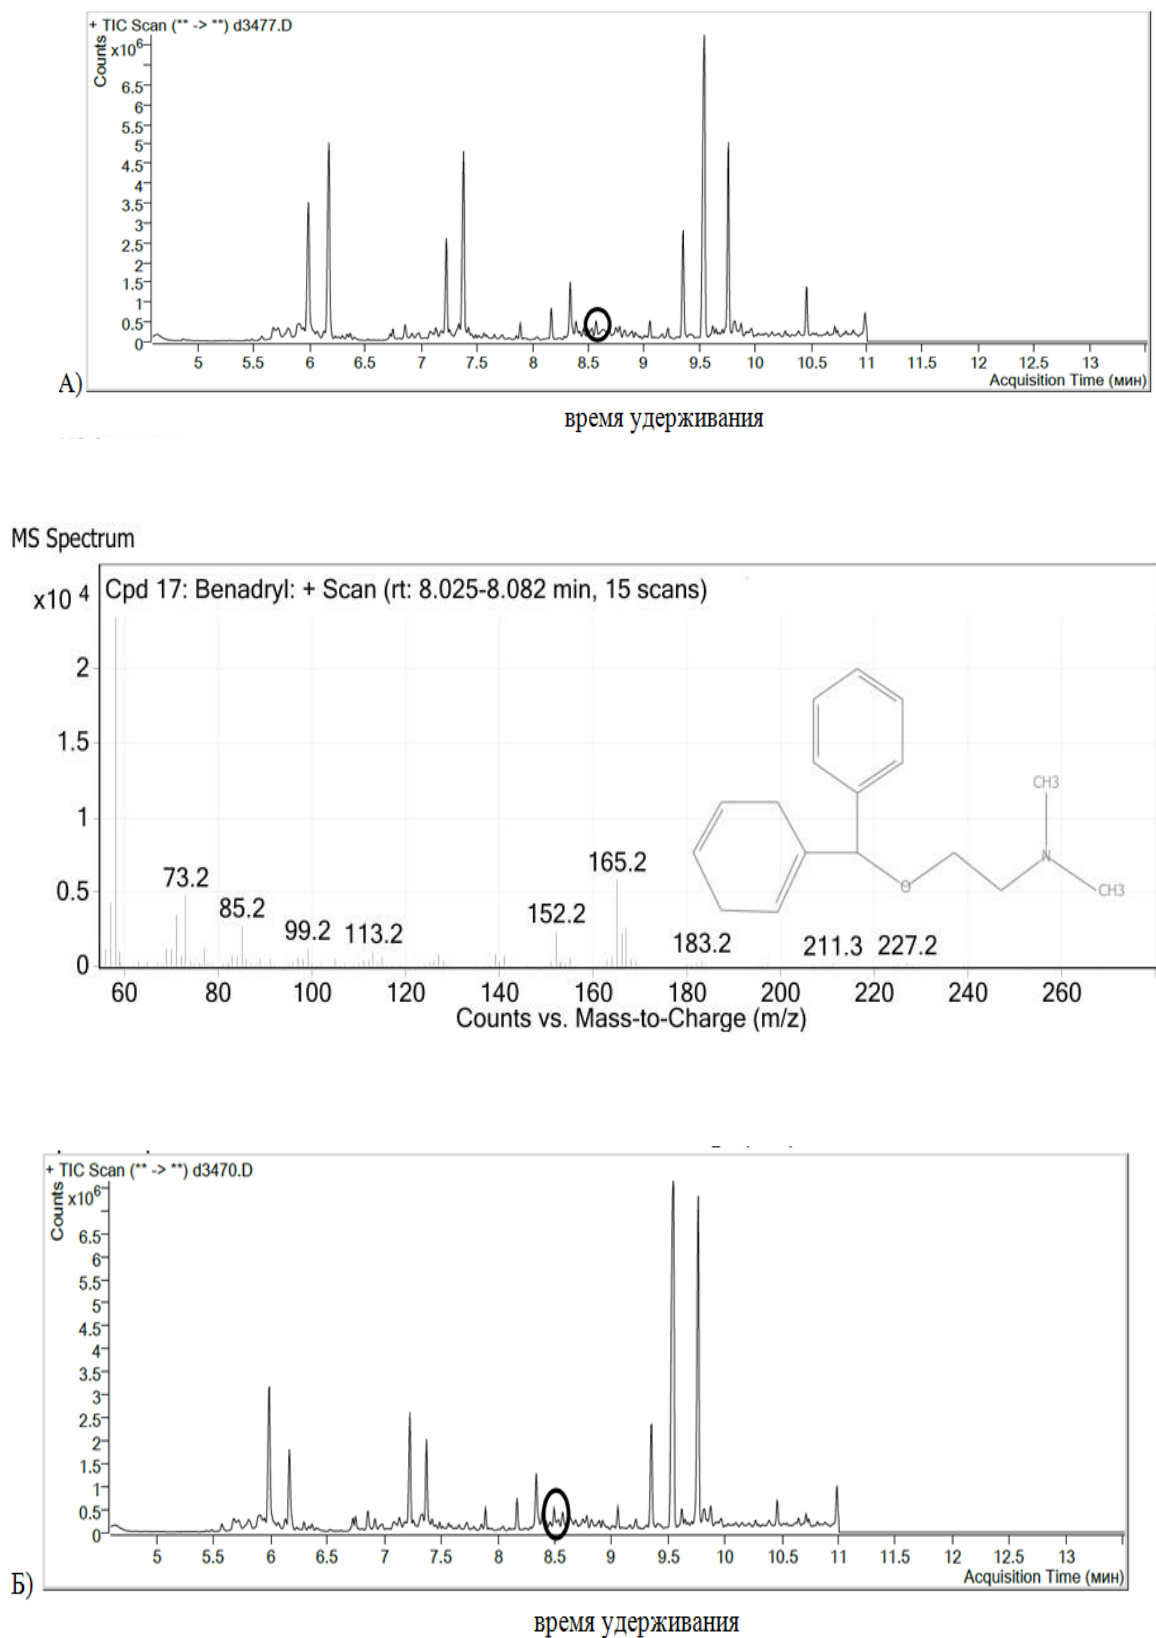 + TIC Scan (** -> **) d3477.D
Counts
x10 6
6.5
6
5.5
5
4.5
4
3.5
3
2.5
2
1.5
1
0.5
0
5 5.5 6 6.5 7 7.5 8 8.5 9 9.5 10 10.5 11 11.5 12 12.5 13
Acquisition Time (мин)
А)
время удерживания
MS Spectrum
x10 4
Cpd 17: Benadryl: + Scan (rt: 8.025-8.082 min, 15 scans)
2
1.5
1
0.5
0
73.2
85.2
99.2
113.2
152.2
165.2
183.2
211.3
227.2
CH3
N
O
CH3
60 80 100 120 140 160 180 200 220 240 260
Counts vs. Mass-to-Charge (m/z)
+ TIC Scan (** -> **) d3470.D
Counts
x10 6
6.5
6
5.5
5
4.5
4
3.5
3
2.5
2
1.5
1
0.5
0
5 5.5 6 6.5 7 7.5 8 8.5 9 9.5 10 10.5 11 11.5 12 12.5 13
Acquisition Time (мин)
Б)
время удерживания